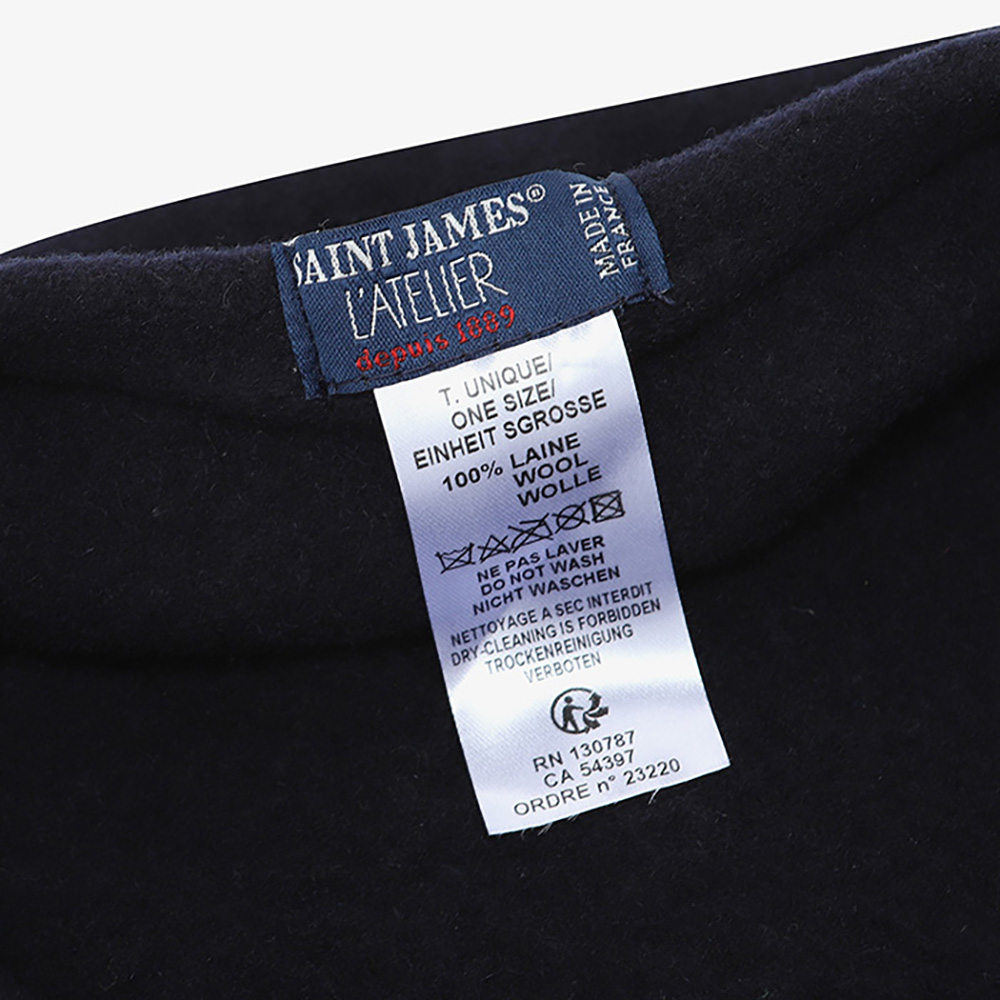 SAINT JAMES®
L'ATELIER
depuis 1889
MADE IN
FRANCE
T. UNIQUE/
ONE SIZE/
EINHEIT SGROSSE
100% LAINE
WOOL
WOLLE
NE PAS LAVER
DO NOT WASH
NICHT WASCHEN
NETTOYAGE A SEC INTERDIT
DRY-CLEANING IS FORBIDDEN
TROCKENREINIGUNG
VERBOTEN
RN 130787
CA 54397
ORDRE n° 23220